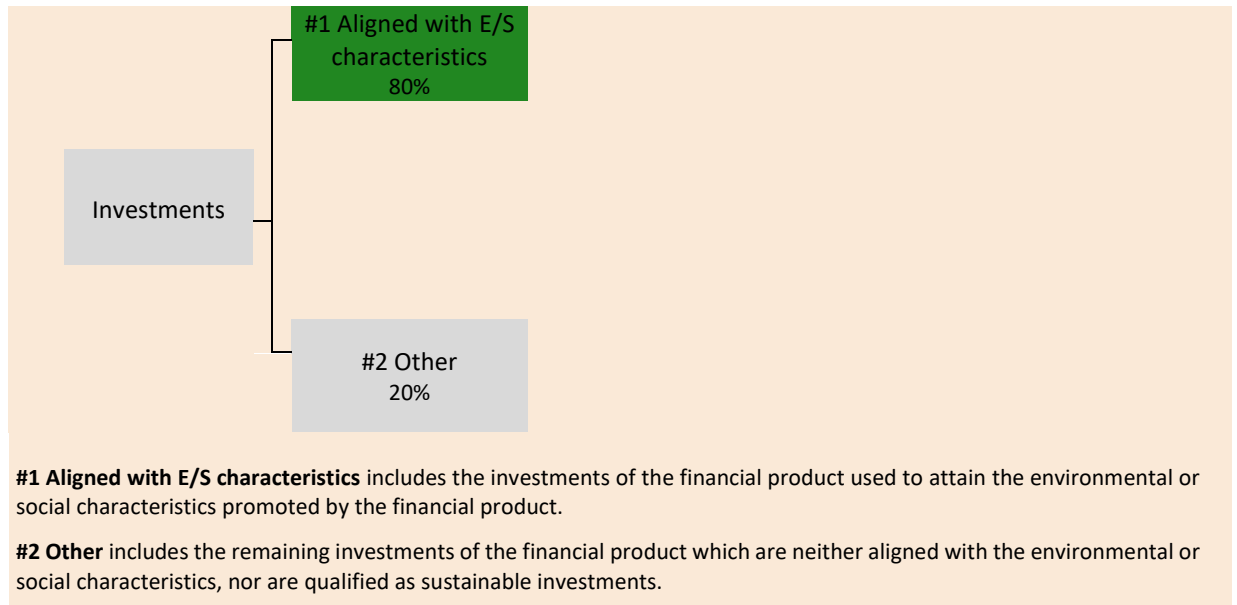 #1 Aligned with E/S
characteristics
80%
Investments
#2 Other
20%
#1 Aligned with E/S characteristics includes the investments of the financial product used to attain the environmental or
social characteristics promoted by the financial product.
#2 Other includes the remaining investments of the financial product which are neither aligned with the environmental or
social characteristics, nor are qualified as sustainable investments.